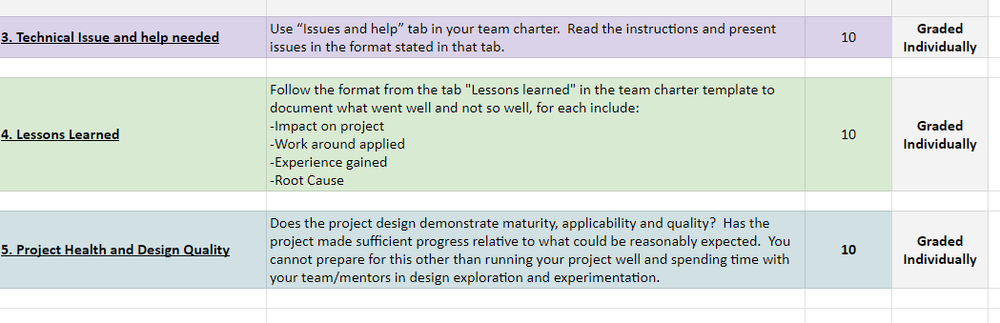 3. Technical Issue and help needed
Use “Issues and help” tab in your team charter.  Read the instructions and present
issues in the format stated in that tab.
10
Graded
Individually
4. Lessons Learned
Follow the format from the tab "Lessons learned" in the team charter template to
document what went well and not so well, for each include:
-Impact on project
-Work around applied
-Experience gained
-Root Cause
10
Graded
Individually
5. Project Health and Design Quality
Does the project design demonstrate maturity, applicability and quality?  Has the
project made sufficient progress relative to what could be reasonably expected.  You
cannot prepare for this other than running your project well and spending time with
your team/mentors in design exploration and experimentation.
10
Graded
Individually